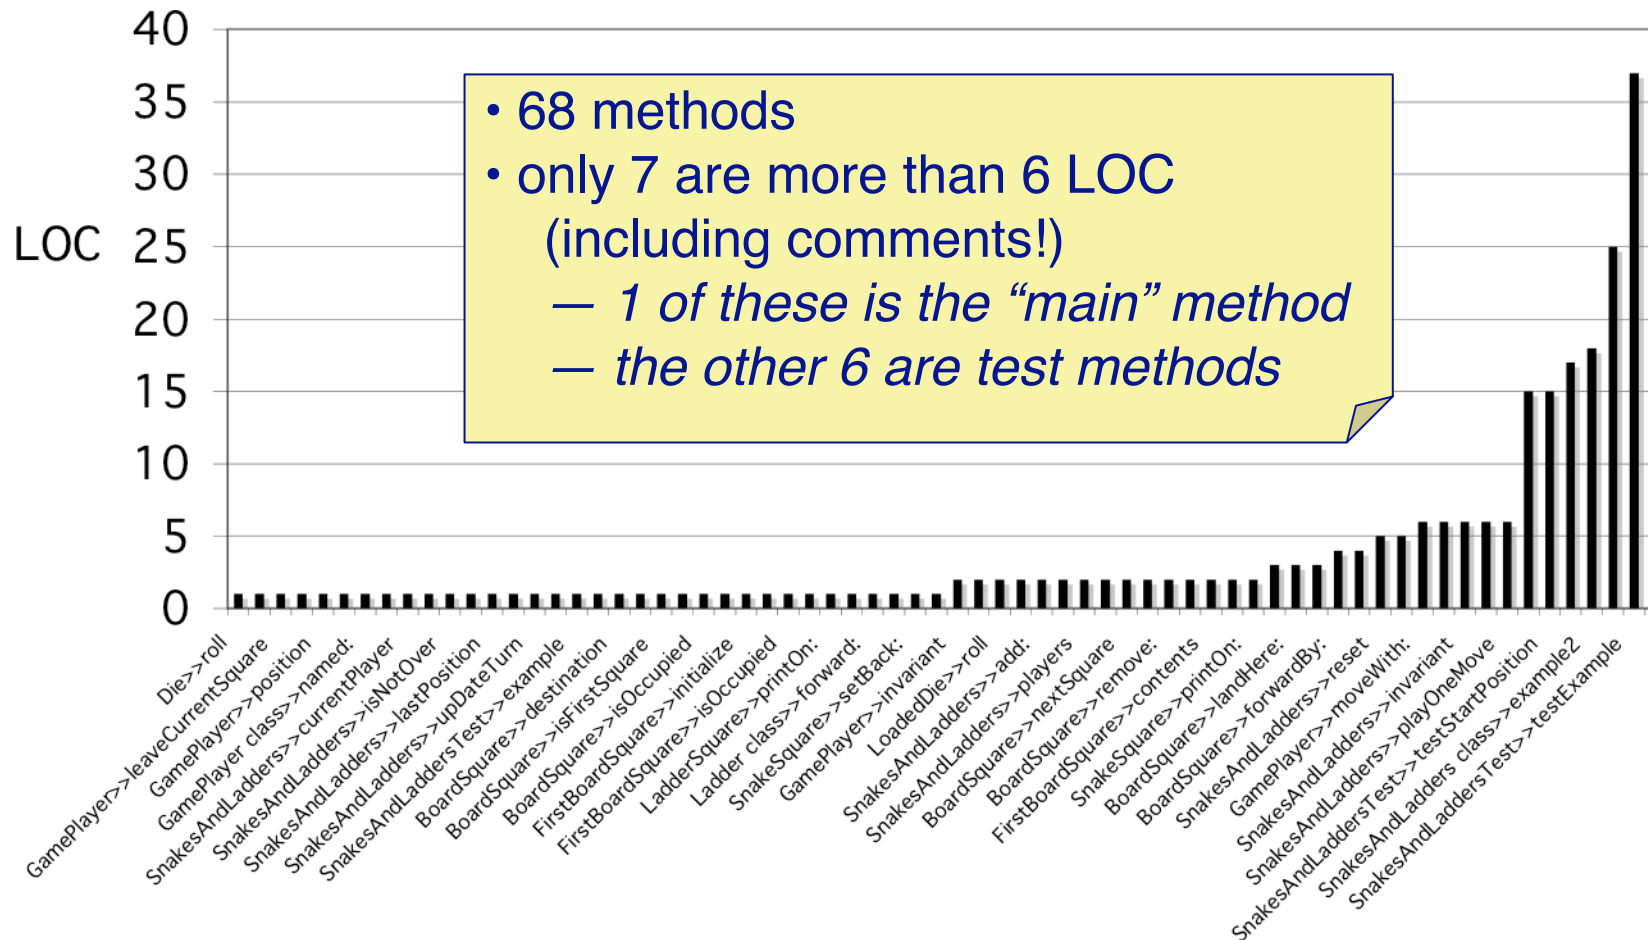 40
35
30
25
20
15
10
5
0
LOC
• 68 methods
• only 7 are more than 6 LOC
(including comments!)
— 1 of these is the “main” method
— the other 6 are test methods
Die>>roll
GamePlayer>>leaveCurrentSquare
GamePlayer>>position
GamePlayer class>>named:
SnakesAndLadders>>currentPlayer
SnakesAndLadders>>isNotOver
SnakesAndLadders>>lastPosition
SnakesAndLadders>>upDateTurn
SnakesAndLaddersTest>>example
BoardSquare>>destination
BoardSquare>>isFirstSquare
BoardSquare>>isOccupied
FirstBoardSquare>>initialize
FirstBoardSquare>>isOccupied
LadderSquare>>printOn:
Ladder class>>forward:
SnakeSquare>>setBack:
GamePlayer>>invariant
LoadedDie>>roll
SnakesAndLadders>>add:
SnakesAndLadders>>players
BoardSquare>>nextSquare
BoardSquare>>remove:
FirstBoardSquare>>contents
SnakeSquare>>printOn:
BoardSquare>>landHere:
BoardSquare>>forwardBy:
SnakesAndLadders>>reset
GamePlayer>>moveWith:
SnakesAndLadders>>invariant
SnakesAndLadders>>playOneMove
SnakesAndLaddersTest>>testStartPosition
SnakesAndLadders class>>example2
SnakesAndLaddersTest>>testExample